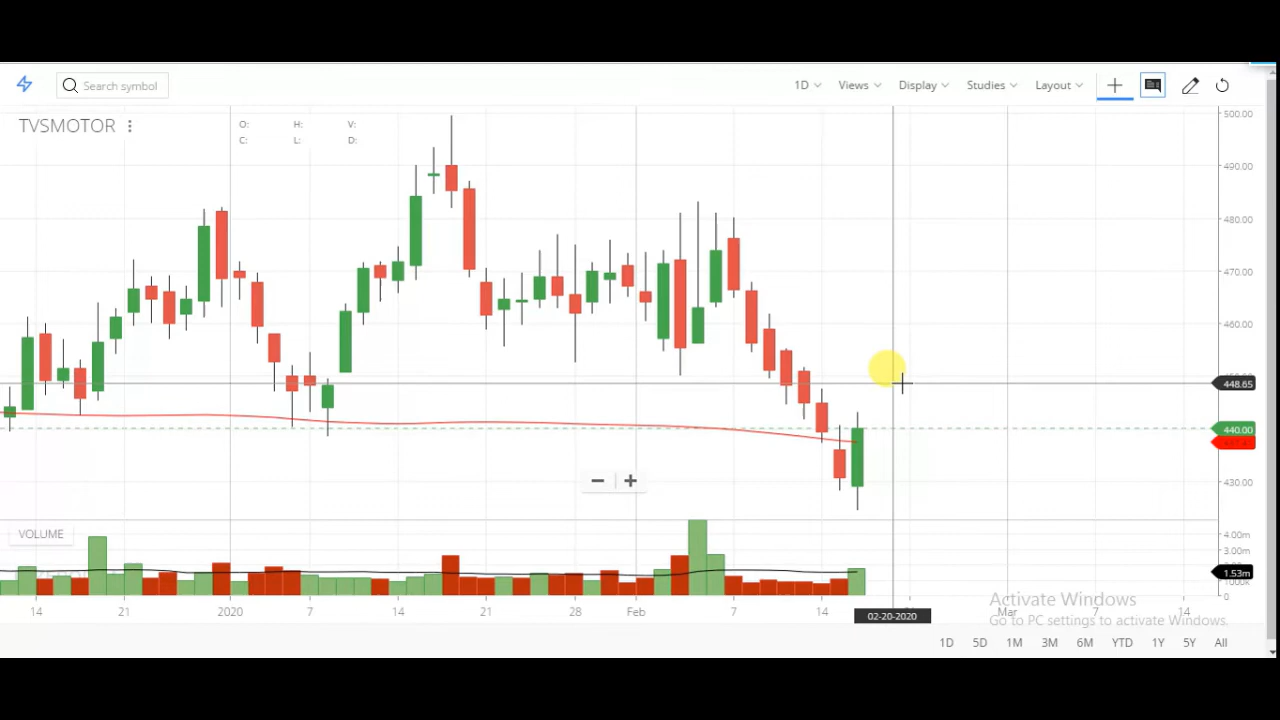 Search symbol
1D Views Display Studies Layout
TVSMOTOR
O: H: V:
C: L: D:
500.00
490.00
480.00
470.00
460.00
448.65
440.00
430.00
VOLUME
4.00m
3.00m
1.53m
1000k
0
14 21 2020 7 14 21 28 Feb 7 14 Mar 7 14
02-20-2020
Activate Windows
Go to PC settings to activate Windows.
1D 5D 1M 3M 6M YTD 1Y 5Y All